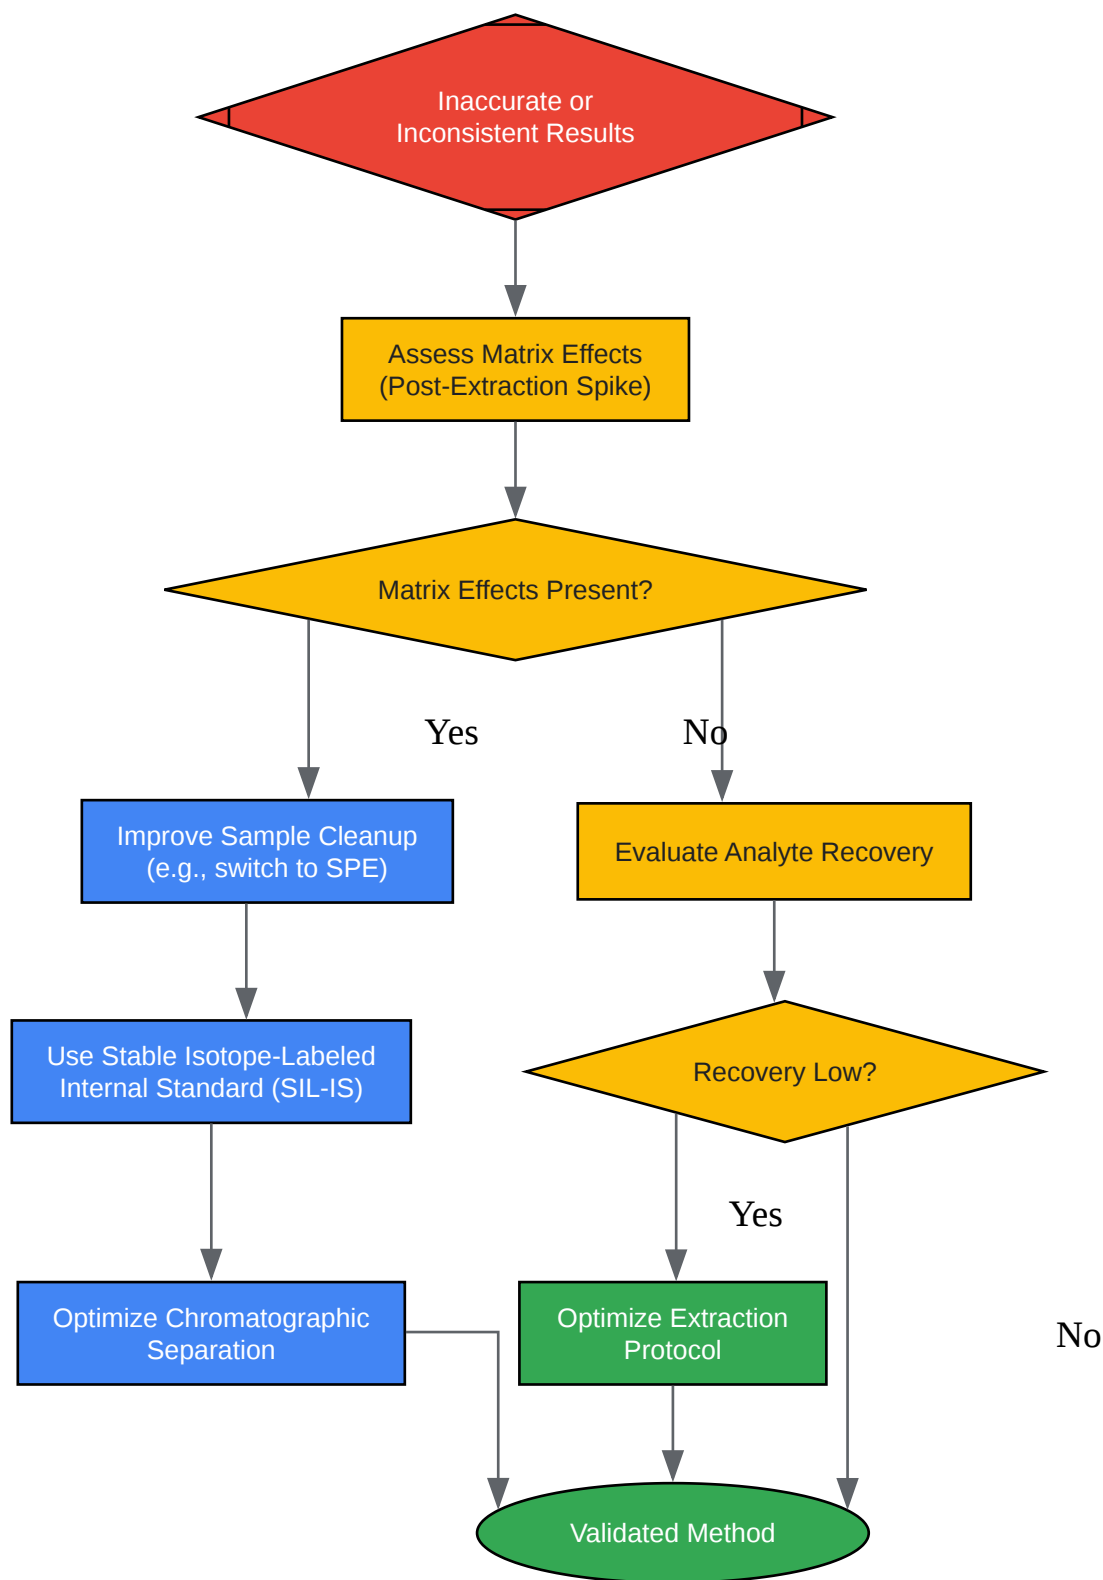 Inaccurate or
Inconsistent Results
Assess Matrix Effects
(Post-Extraction Spike)
Matrix Effects Present?
Yes
No
Improve Sample Cleanup
(e.g., switch to SPE)
Evaluate Analyte Recovery
Use Stable Isotope-Labeled
Internal Standard (SIL-IS)
Recovery Low?
Yes
No
Optimize Chromatographic
Separation
Optimize Extraction
Protocol
Validated Method